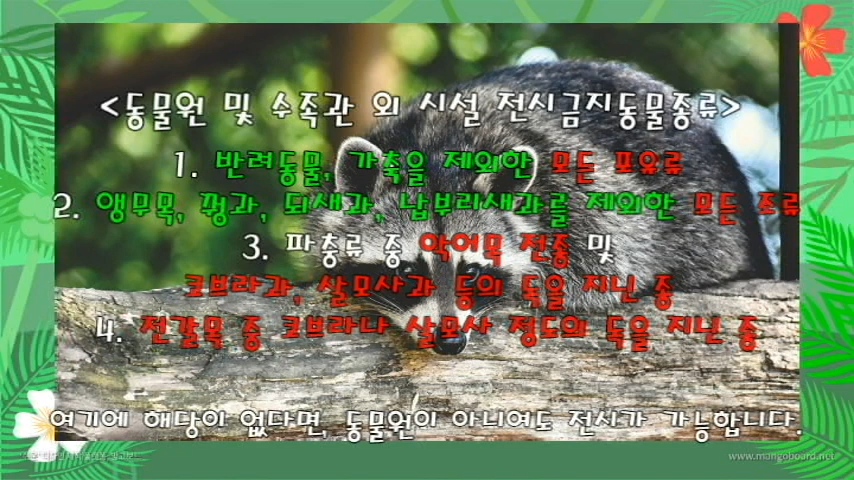 <동물원 및 수족관 외 시설 전시금지동물종류>
1. 반려동물, 가축을 제외한 모든 포유류
2. 앵무목, 꿩과, 되새과, 납부리새과를 제외한 모든 조류
3. 파충류 중 악어목 전종 및
코브라과, 살모사과 등의 독을 지닌 종
4. 전갈목 중 코브라나 살모사 정도의 독을 지닌 종
여기에 해당이 없다면, 동물원이 아니여도 전시가 가능합니다.
www.mangoboard.net